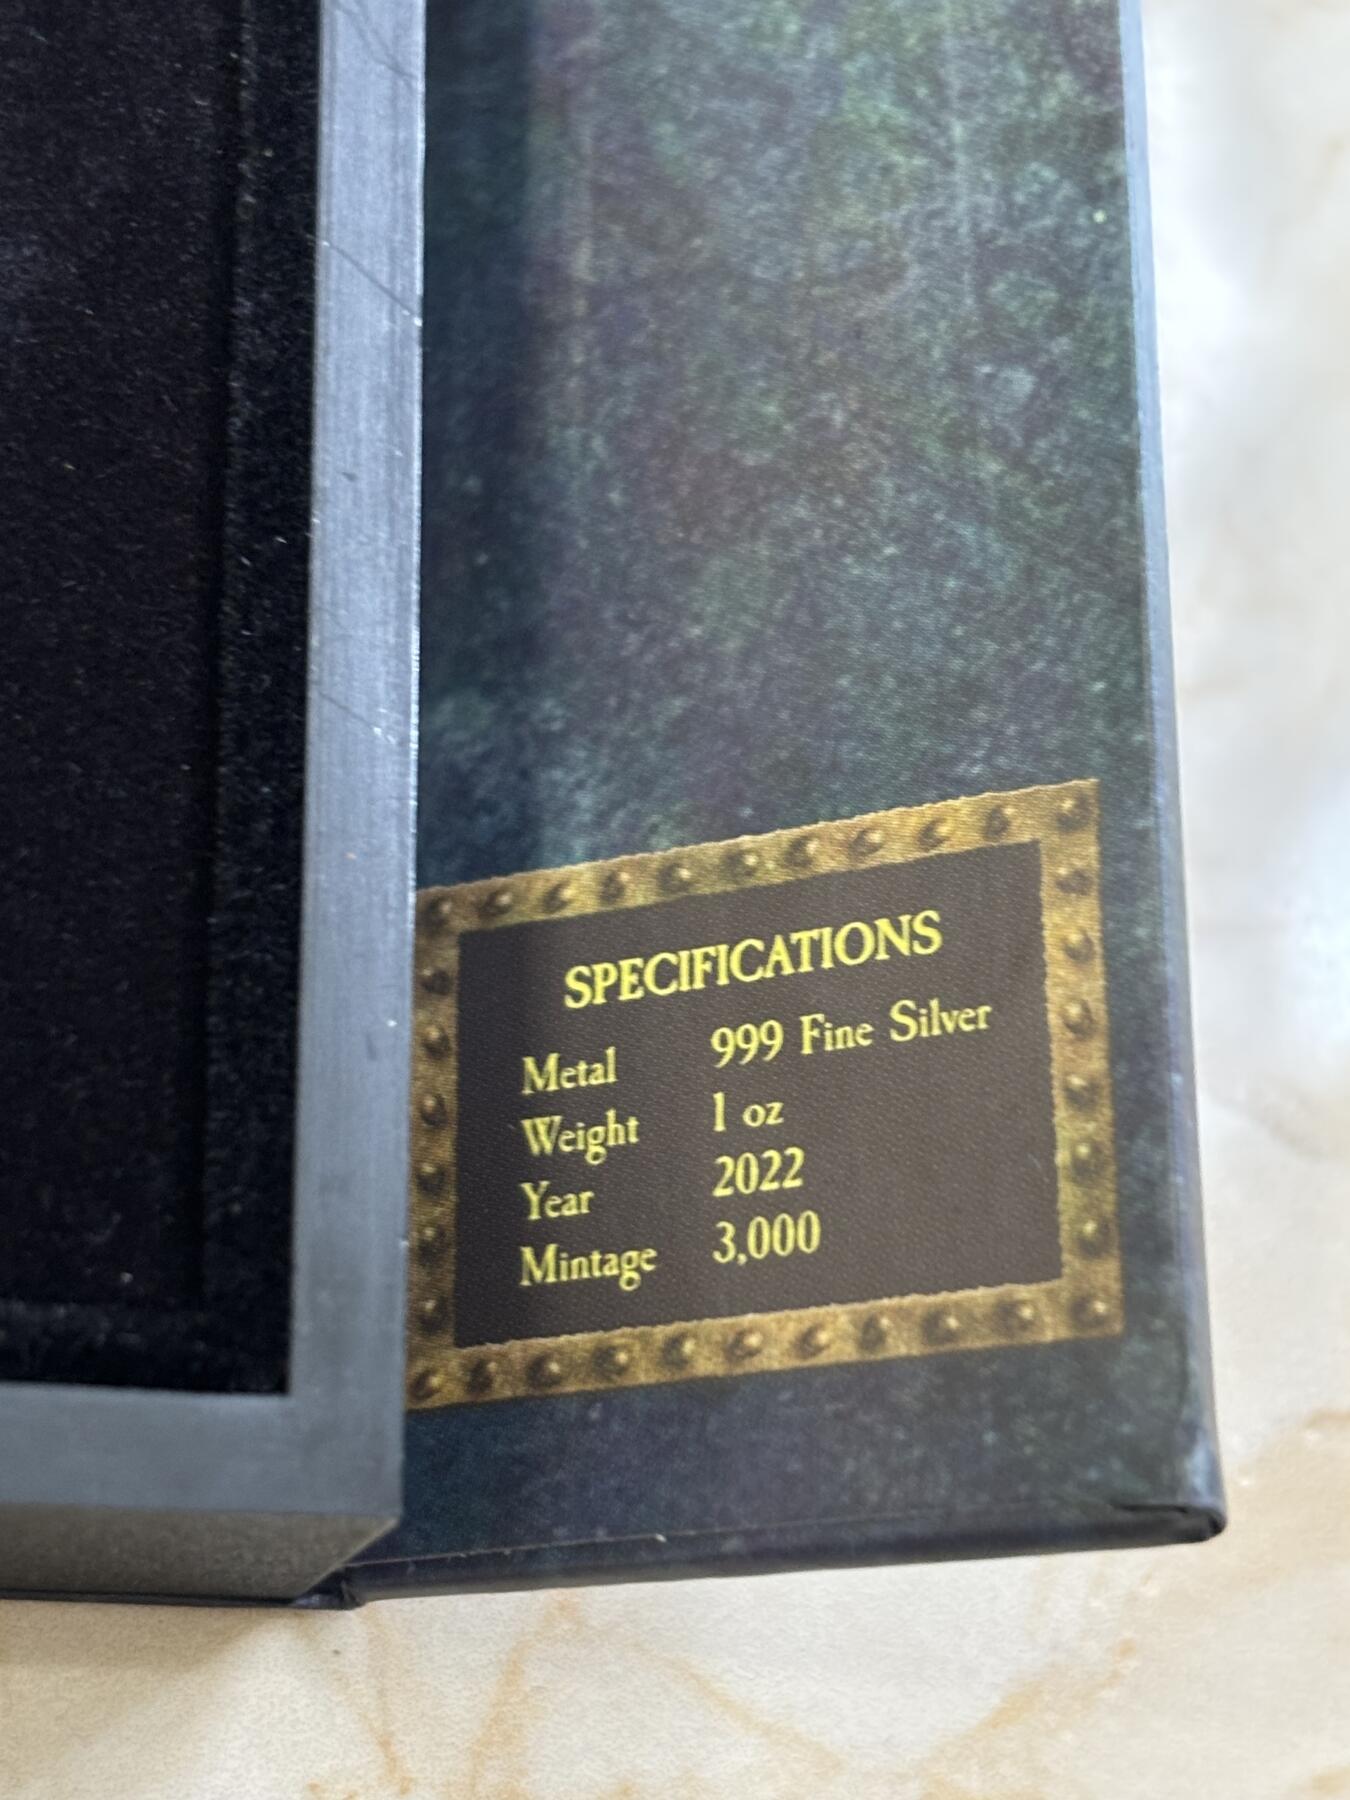 SPECIFICATIONS
Metal 999 Fine Silver
Weight 1 oz
Year 2022
Mintage 3,000